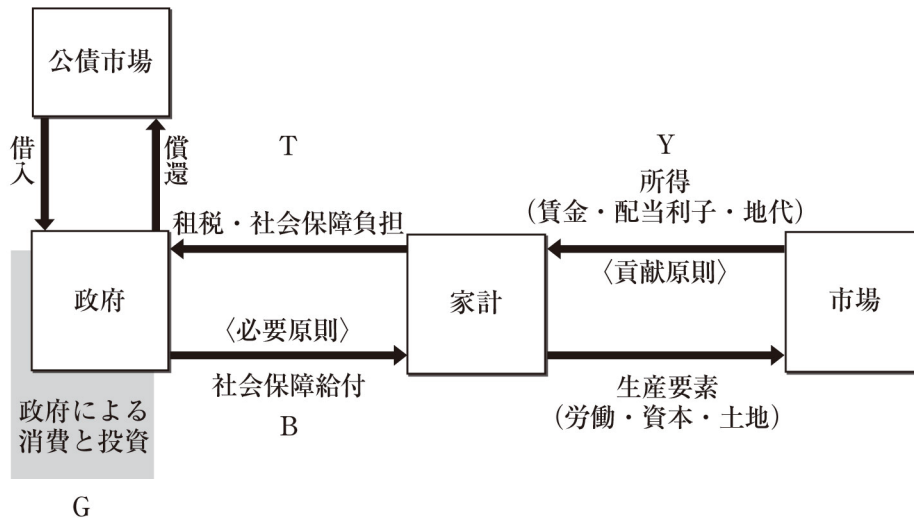 公債市場
借入
償還
T
Y
所得
（賃金・配当利子・地代）
租税・社会保障負担
〈貢献原則〉
政府
家計
市場
〈必要原則〉
社会保障給付
B
生産要素
（労働・資本・土地）
政府による
消費と投資
G